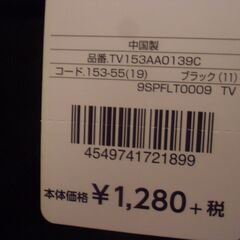 中国製
品番.TV153AA0139C
コード.153-55(19) ブラック(11)
9SPFLT0009 TV
4549741721899
本体価格 ¥1,280+税